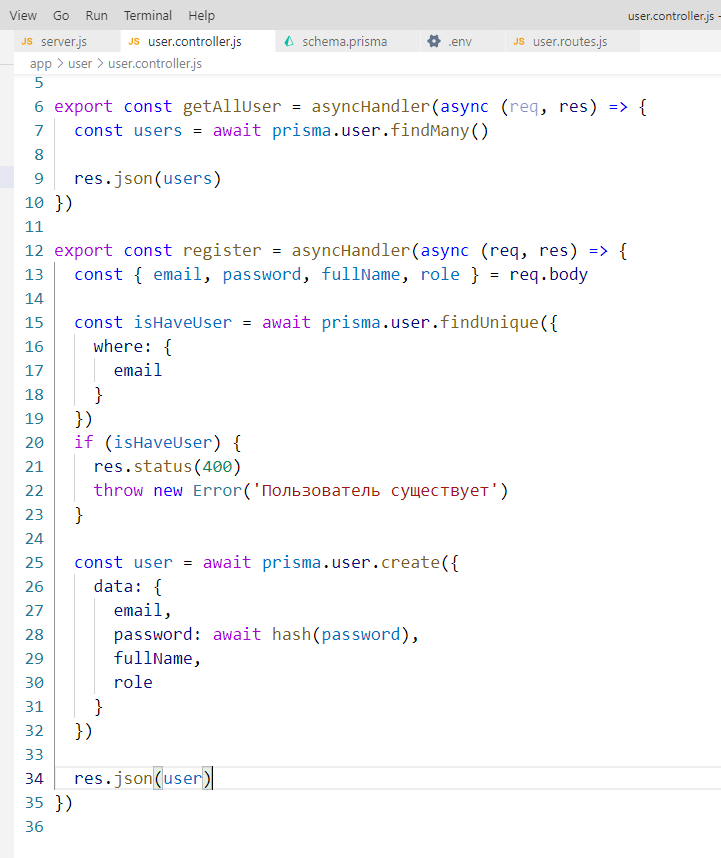 View Go Run Terminal Help user.controller.js -
JS server.js JS user.controller.js schema.prisma .env JS user.routes.js
app > user > user.controller.js
5
6 export const getAllUser = asyncHandler(async (req, res) => {
7 const users = await prisma.user.findMany()
8
9 res.json(users)
10 })
11
12 export const register = asyncHandler(async (req, res) => {
13 const { email, password, fullName, role } = req.body
14
15 const isHaveUser = await prisma.user.findUnique({
16 where: {
17 email
18 }
19 })
20 if (isHaveUser) {
21 res.status(400)
22 throw new Error('Пользователь существует')
23 }
24
25 const user = await prisma.user.create({
26 data: {
27 email,
28 password: await hash(password),
29 fullName,
30 role
31 }
32 })
33
34 res.json(user)
35 })
36